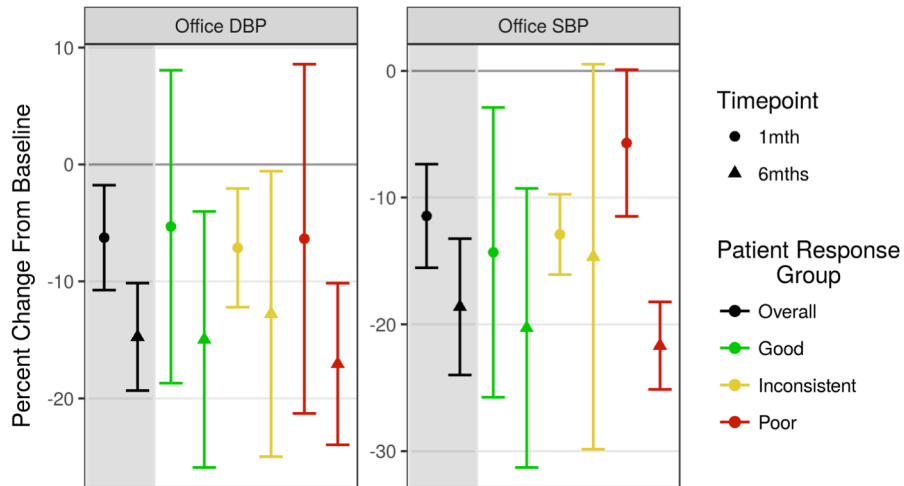 Office DBP
Office SBP
Percent Change From Baseline
10
0
-10
-20
0
-10
-20
-30
Timepoint
1mth
6mths
Patient Response
Group
Overall
Good
Inconsistent
Poor